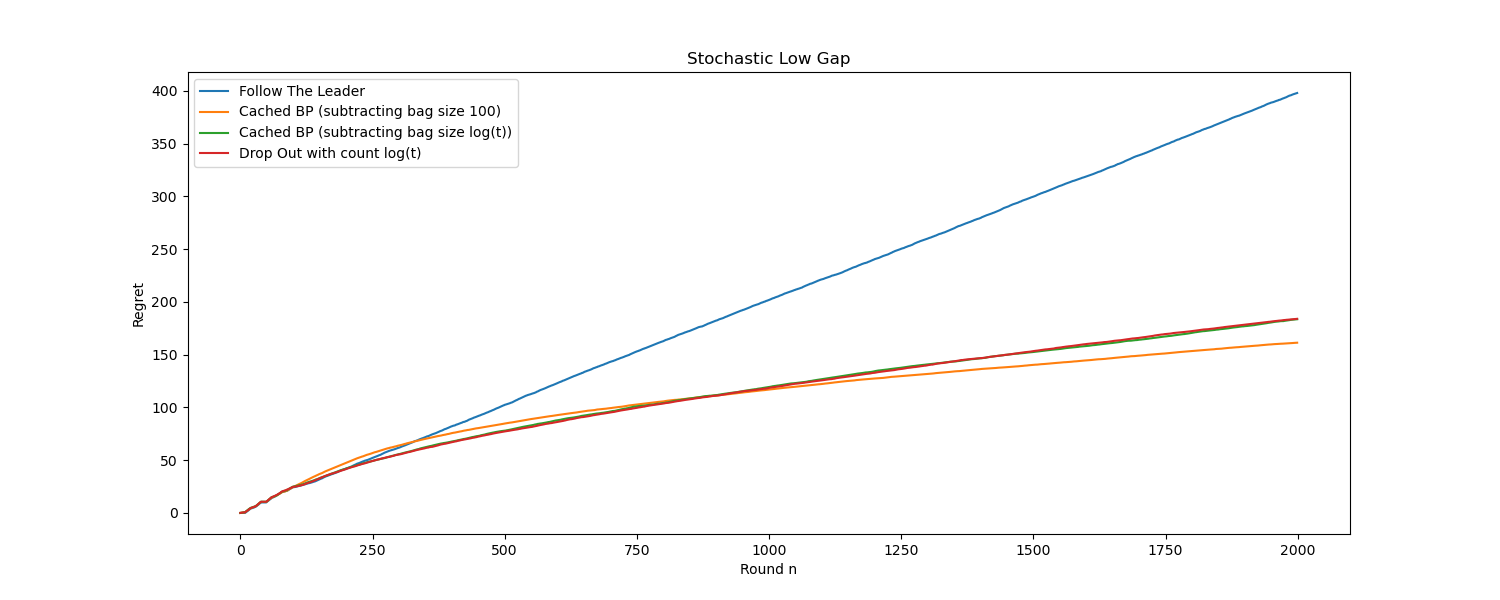 Stochastic Low Gap
Follow The Leader
Cached BP (subtracting bag size 100)
Cached BP (subtracting bag size log(t))
Drop Out with count log(t)
400
350
300
250
200
150
100
50
0
Regret
0 250 500 750 1000 1250 1500 1750 2000
Round n